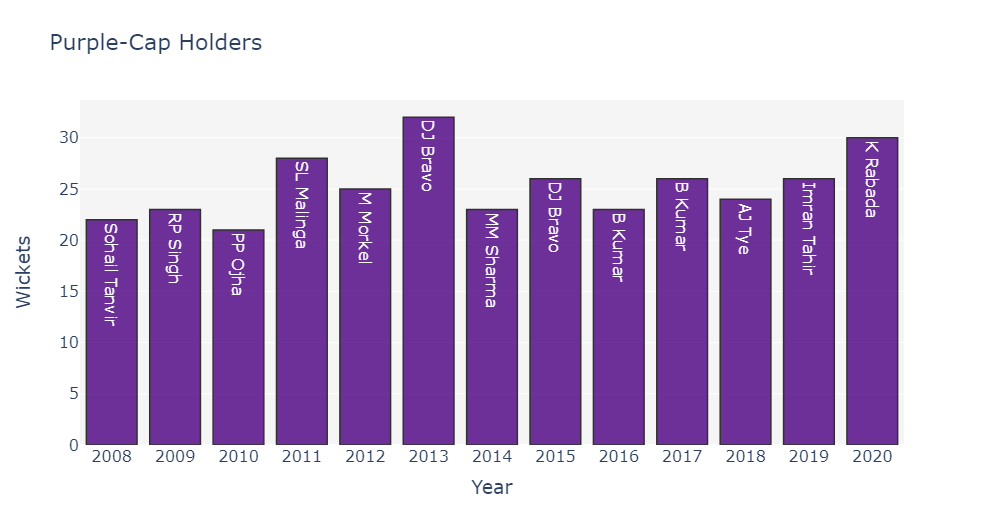 Purple-Cap Holders
Wickets
30
25
20
15
10
5
0
Sohail Tanvir
RP Singh
PP Ojha
SL Malinga
M Morkel
DJ Bravo
MM Sharma
DJ Bravo
B Kumar
B Kumar
AJ Tye
Imran Tahir
K Rabada
2008 2009 2010 2011 2012 2013 2014 2015 2016 2017 2018 2019 2020
Year